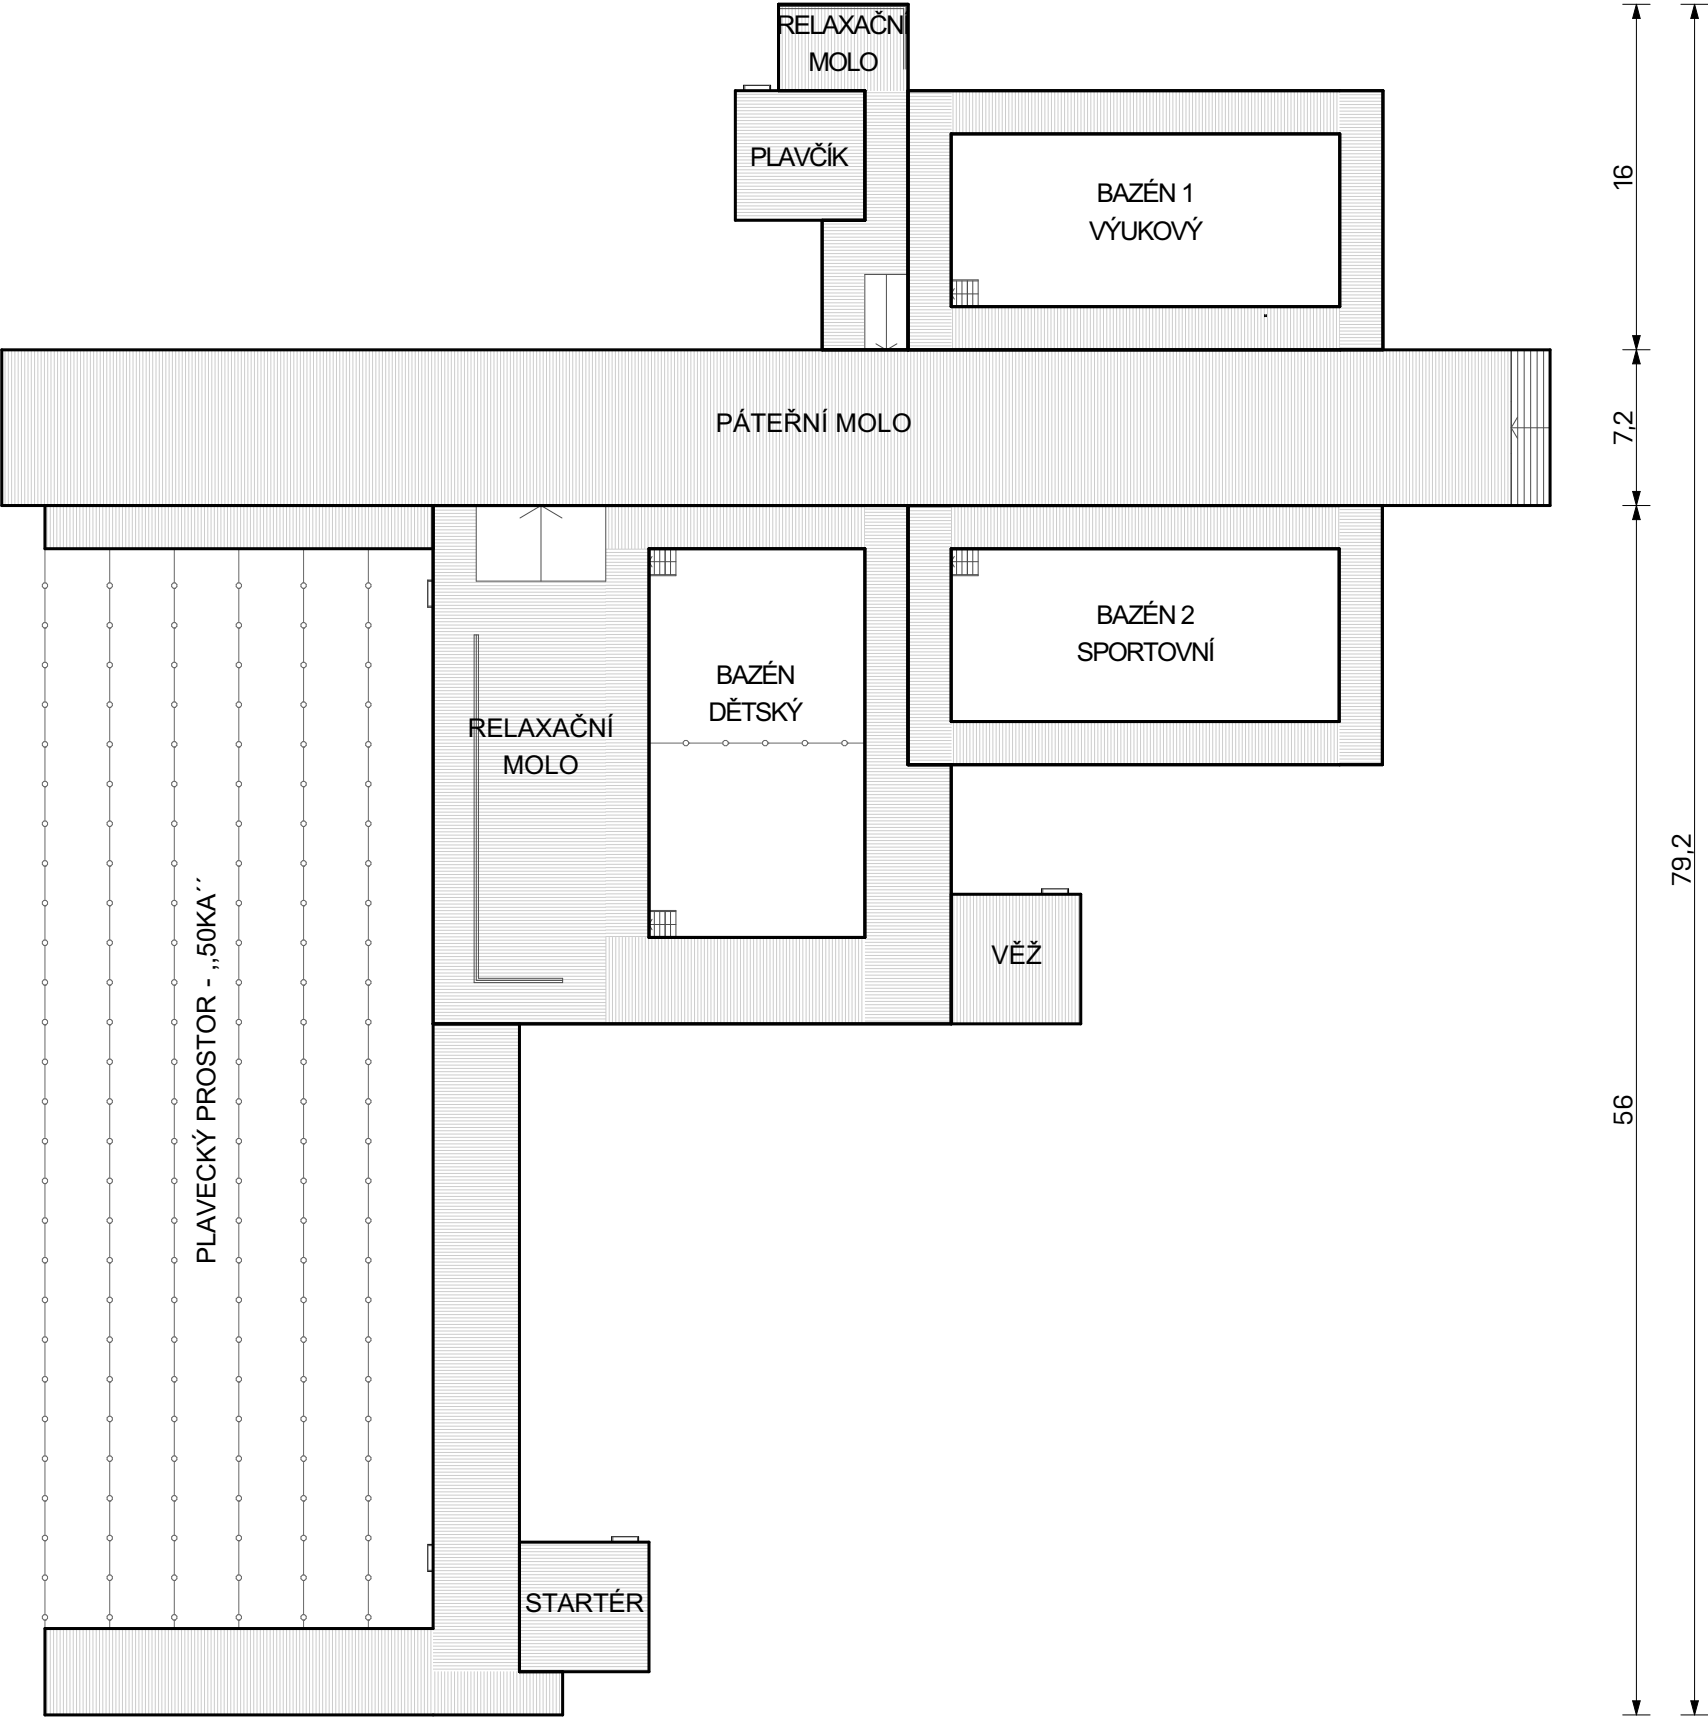 RELAXAČNÍ
MOLO
PLAVČÍK
BAZÉN 1
VÝUKOVÝ
16
PÁTEŘNÍ MOLO
7,2
BAZÉN 2
SPORTOVNÍ
BAZÉN
DĚTSKÝ
RELAXAČNÍ
MOLO
79,2
PLAVECKÝ PROSTOR - ,,50KA´´
VĚŽ
56
STARTÉR